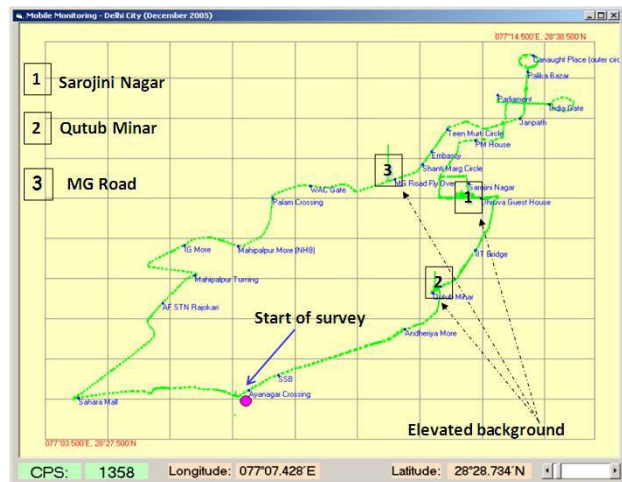 Mobile Monitoring - Delhi City (December 2005)
077°14.500'E, 28°38.500'N
Canaught Place (outer circ
Palika Bazar
1 Sarojini Nagar
Parliament
India Gate
Janpath
2 Qutub Minar
Teen Murti Circle
PM House
Embassy
Shanti Marg Circle
3 MG Road
3
MG Road Fly Over
Sarojini Nagar
WAC Gate
1
Dhruva Guest House
Palam Crossing
IG More
Mahipalpur More (NH8)
IIT Bridge
Mahipalpur Turning
2
Qutub Minar
AF STN Rajokari
Start of survey
Andheriya More
SSB
Ayanagar Crossing
Sahara Mall
Elevated background
077°03.500'E, 28°27.500'N
CPS: 1358 Longitude: 077°07.428'E Latitude: 28°28.734'N